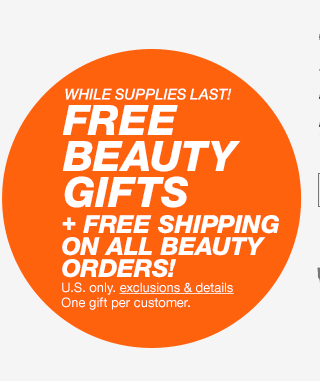 WHILE SUPPLIES LAST!
FREE
BEAUTY
GIFTS
+ FREE SHIPPING
ON ALL BEAUTY
ORDERS!
U.S. only. exclusions & details
One gift per customer.